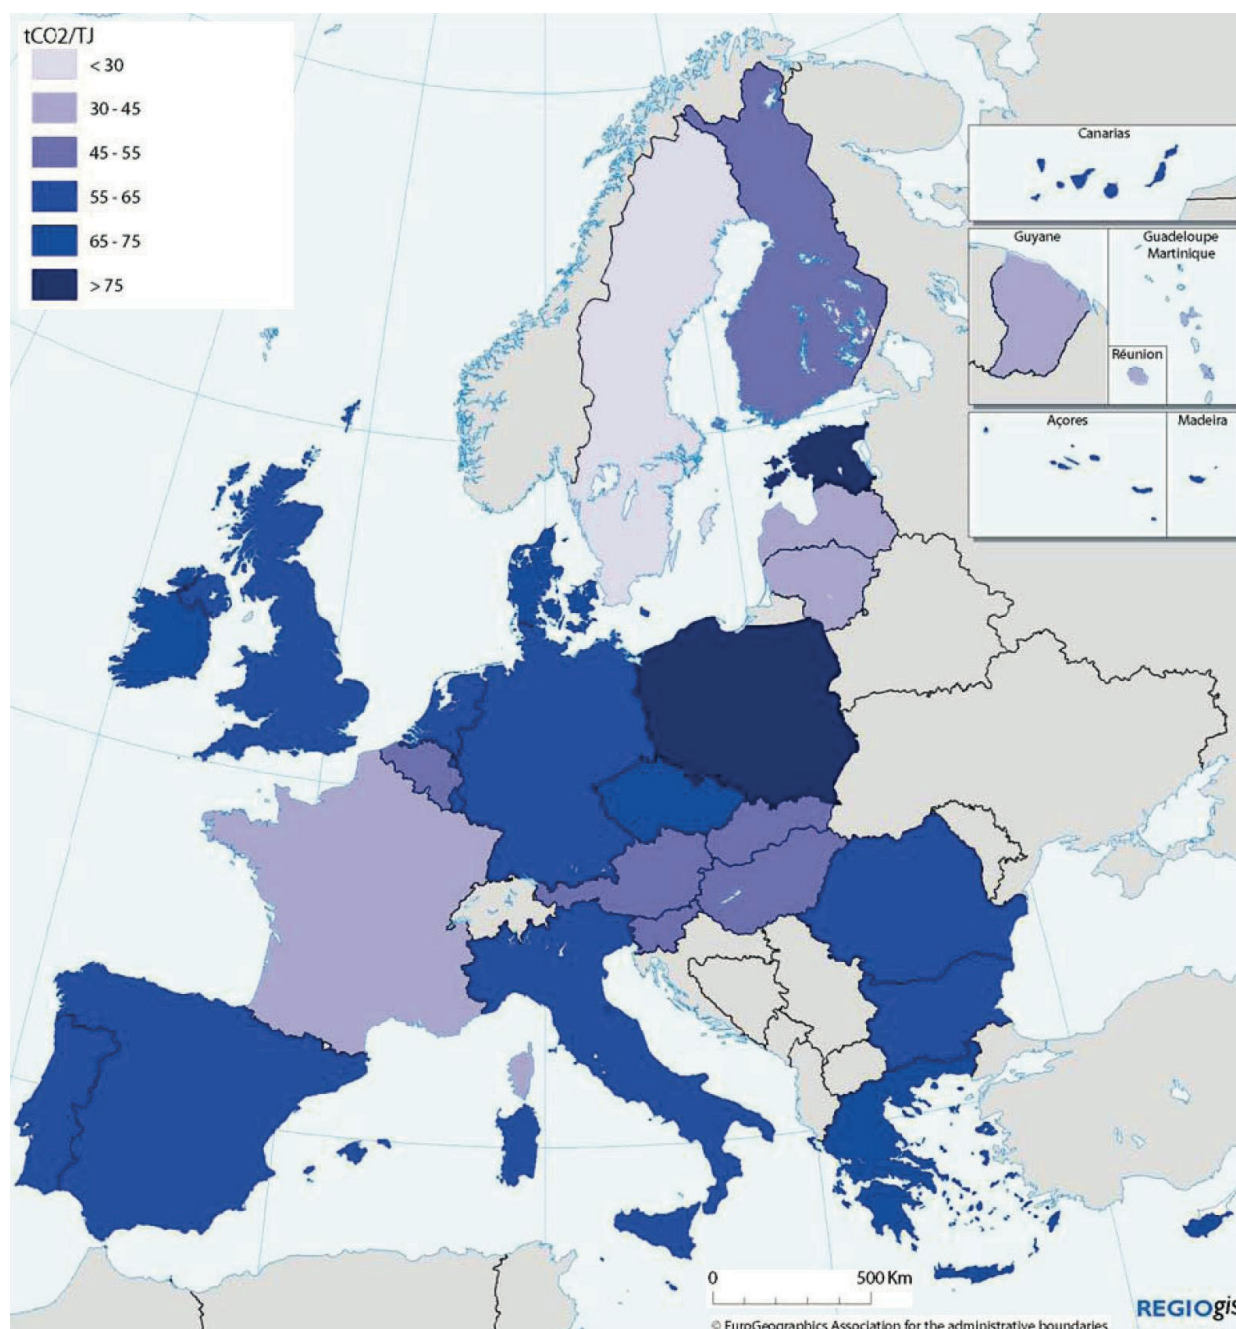 tCO2/TJ
< 30
30 - 45
45 - 55
55 - 65
65 - 75
> 75
Canarias
Guyane
Guadeloupe
Martinique
Réunion
Açores
Madeira
0
500 Km
REGIOgis
© EuroGeographics Association for the administrative boundaries